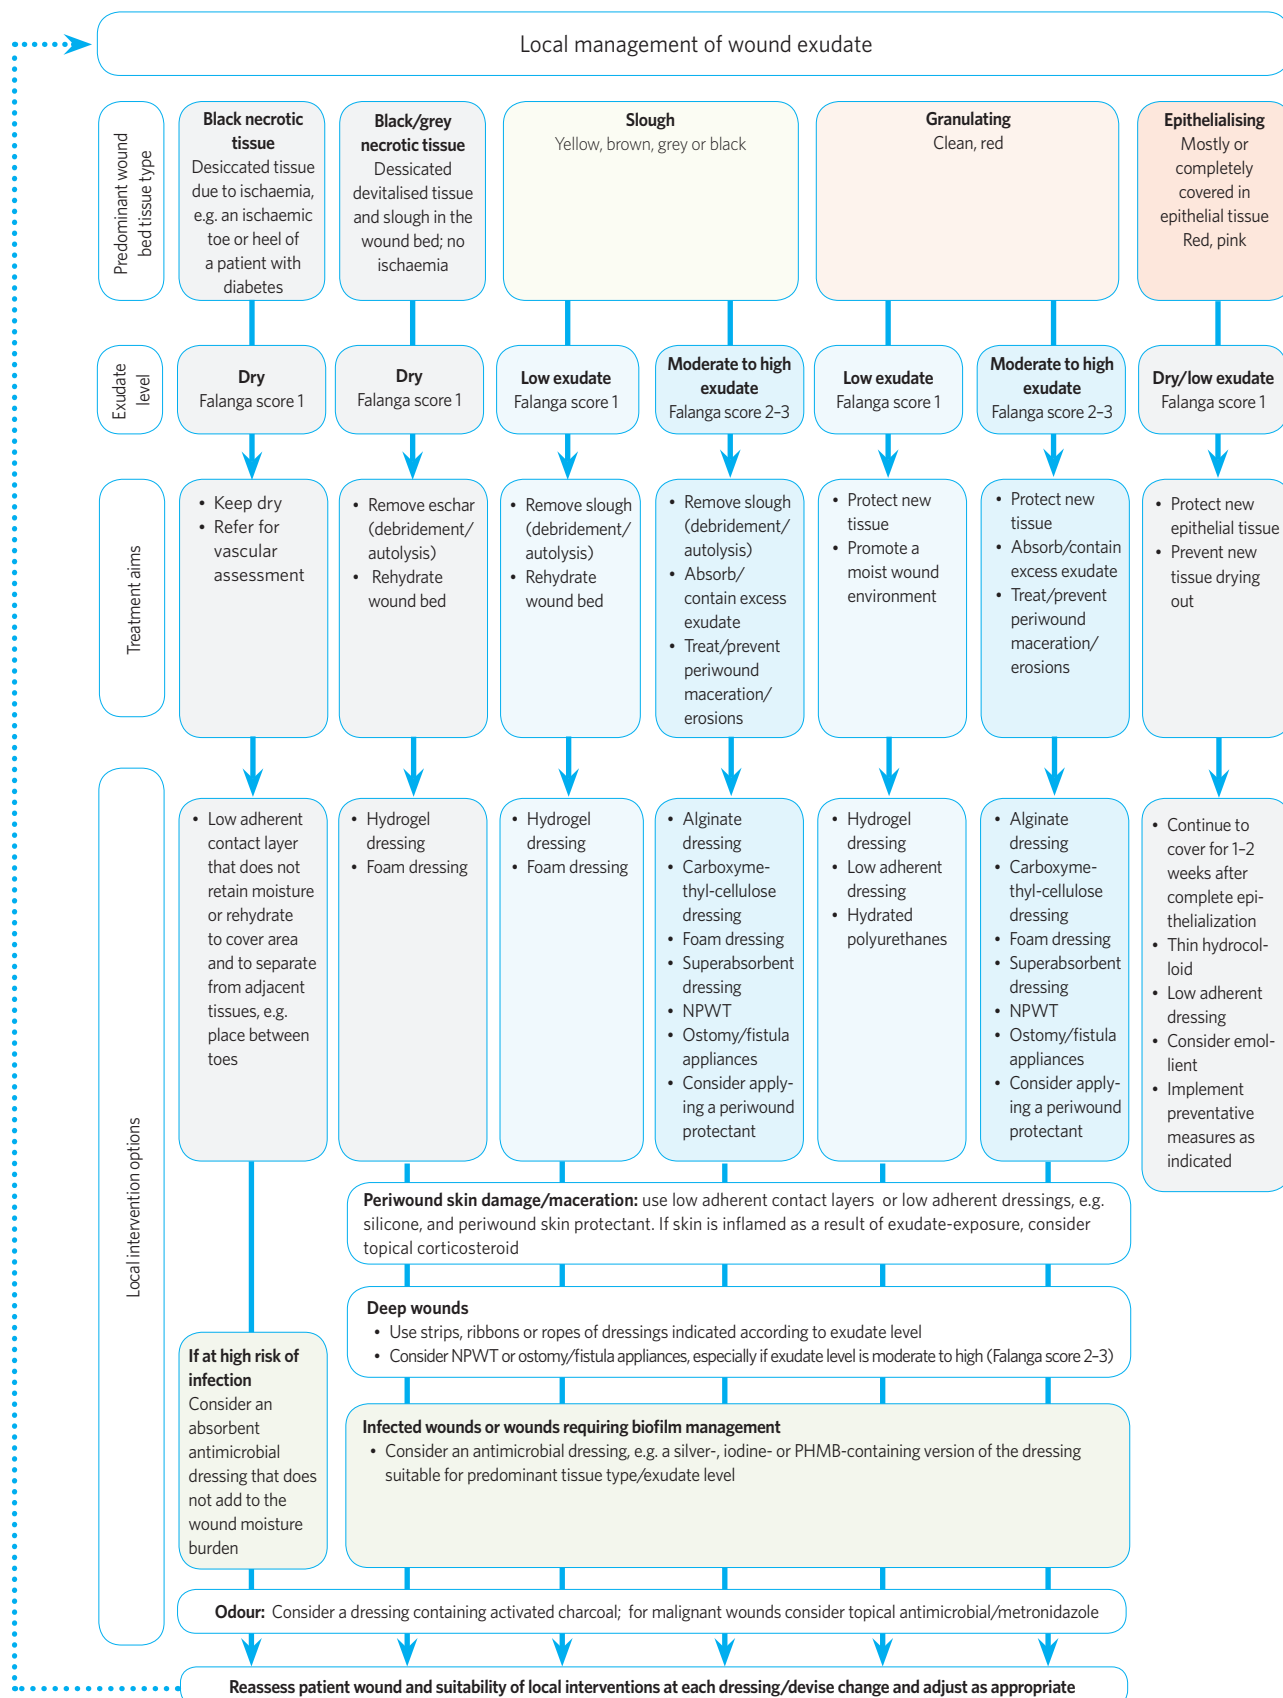 Local management of wound exudate
Predominant wound
bed tissue type
Black necrotic
tissue
Desiccated tissue
due to ischaemia,
e.g. an ischaemic
toe or heel of
a patient with
diabetes
Black/grey
necrotic tissue
Dessicated
devitalised tissue
and slough in the
wound bed; no
ischaemia
Slough
Yellow, brown, grey or black
Granulating
Clean, red
Epithelialising
Mostly or
completely
covered in
epithelial tissue
Red, pink
Exudate
level
Dry
Falanga score 1
Dry
Falanga score 1
Low exudate
Falanga score 1
Moderate to high
exudate
Falanga score 2–3
Low exudate
Falanga score 1
Moderate to high
exudate
Falanga score 2–3
Dry/low exudate
Falanga score 1
Treatment aims
• Keep dry
• Refer for
vascular
assessment
• Remove eschar
(debridement/
autolysis)
• Rehydrate
wound bed
• Remove slough
(debridement/
autolysis)
• Rehydrate
wound bed
• Remove slough
(debridement/
autolysis)
• Absorb/
contain excess
exudate
• Treat/prevent
periwound
maceration/
erosions
• Protect new
tissue
• Promote a
moist wound
environment
• Protect new
tissue
• Absorb/contain
excess exudate
• Treat/prevent
periwound
maceration/
erosions
• Protect new
epithelial tissue
• Prevent new
tissue drying
out
Local intervention options
• Low adherent
contact layer
that does not
retain moisture
or rehydrate
to cover area
and to separate
from adjacent
tissues, e.g.
place between
toes
• Hydrogel
dressing
• Foam dressing
• Hydrogel
dressing
• Foam dressing
• Alginate
dressing
• Carboxyme-
thyl-cellulose
dressing
• Foam dressing
• Superabsorbent
dressing
• NPWT
• Ostomy/fistula
appliances
• Consider apply-
ing a periwound
protectant
• Hydrogel
dressing
• Low adherent
dressing
• Hydrated
polyurethanes
• Alginate
dressing
• Carboxyme-
thyl-cellulose
dressing
• Foam dressing
• Superabsorbent
dressing
• NPWT
• Ostomy/fistula
appliances
• Consider apply-
ing a periwound
protectant
• Continue to
cover for 1–2
weeks after
complete epi-
thelialization
• Thin hydrocol-
loid
• Low adherent
dressing
• Consider emol-
lient
• Implement
preventative
measures as
indicated
Periwound skin damage/maceration: use low adherent contact layers or low adherent dressings, e.g.
silicone, and periwound skin protectant. If skin is inflamed as a result of exudate-exposure, consider
topical corticosteroid
Deep wounds
• Use strips, ribbons or ropes of dressings indicated according to exudate level
• Consider NPWT or ostomy/fistula appliances, especially if exudate level is moderate to high (Falanga score 2–3)
If at high risk of
infection
Consider an
absorbent
antimicrobial
dressing that does
not add to the
wound moisture
burden
Infected wounds or wounds requiring biofilm management
• Consider an antimicrobial dressing, e.g. a silver-, iodine- or PHMB-containing version of the dressing
suitable for predominant tissue type/exudate level
Odour: Consider a dressing containing activated charcoal; for malignant wounds consider topical antimicrobial/metronidazole
Reassess patient wound and suitability of local interventions at each dressing/devise change and adjust as appropriate